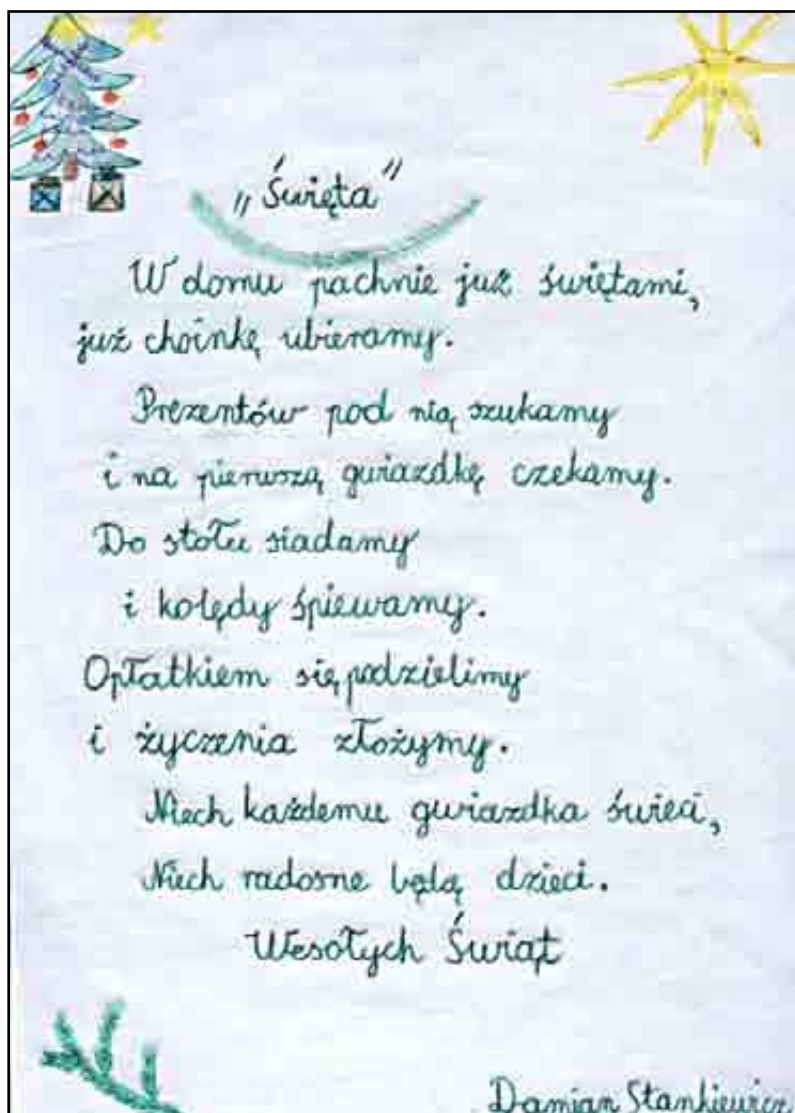 „Święta”
W domu pachnie już świętami,
już choinkę ubieramy.
Prezentów pod nią szukamy
i na pierwszą gwiazdkę czekamy.
Do stołu siadamy
i kolędy śpiewamy.
Opłatkiem się podzielimy
i życzenia złożymy.
Niech każdemu gwiazdka świeci,
Niech radosne będą dzieci.
Wesołych Świąt
Damian Stankiewicz